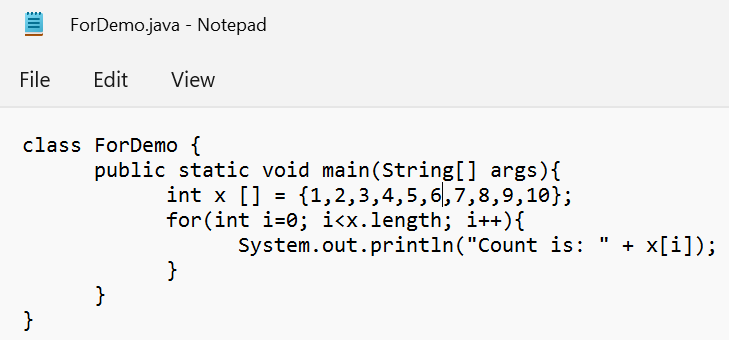 ForDemo.java - Notepad
File Edit View
class ForDemo {
public static void main(String[] args){
int x [] = {1,2,3,4,5,6,7,8,9,10};
for(int i=0; i<x.length; i++){
System.out.println("Count is: " + x[i]);
}
}
}